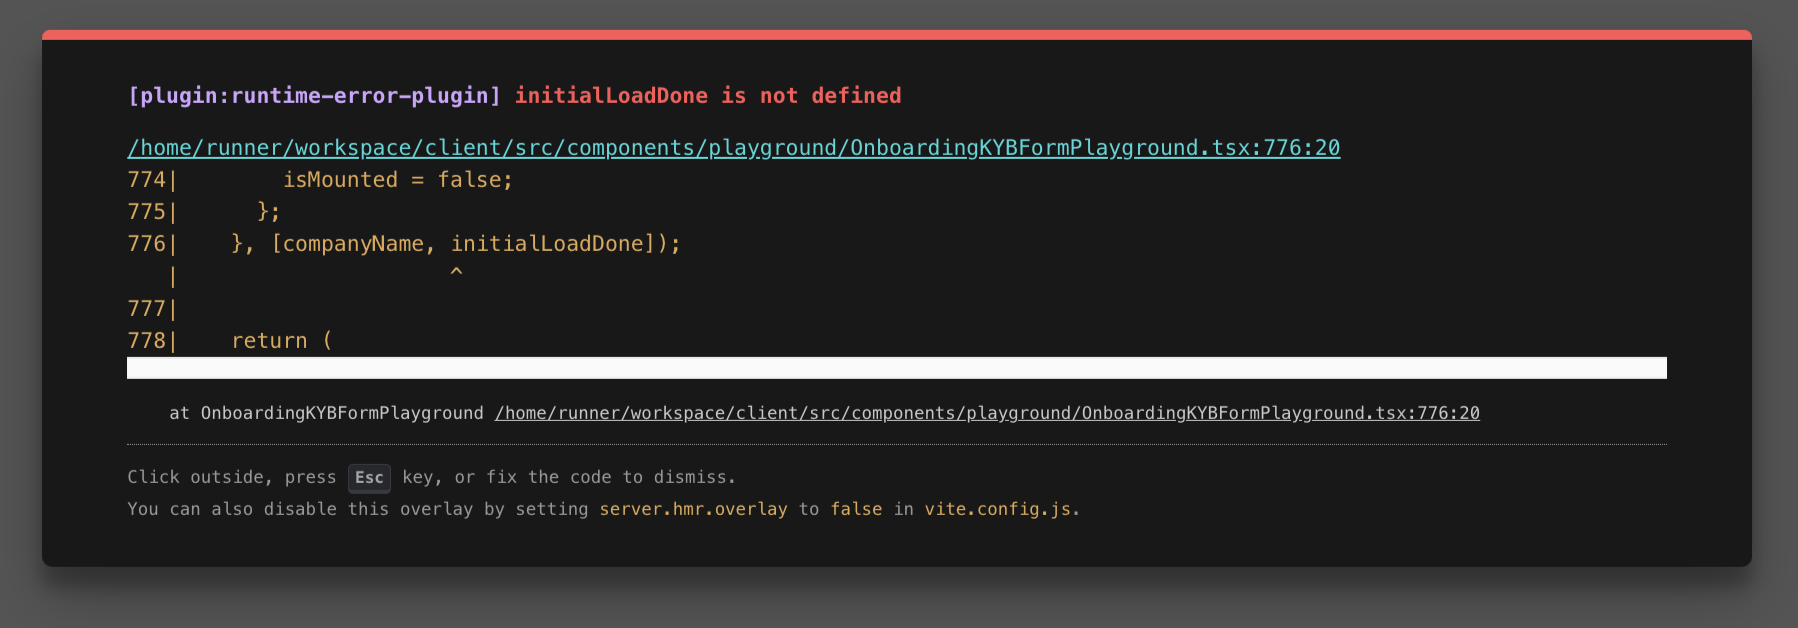 [plugin:runtime-error-plugin] initialLoadDone is not defined
/home/runner/workspace/client/src/components/playground/OnboardingKYBFormPlayground.tsx:776:20
774|        isMounted = false;
775|      };
776|    }, [companyName, initialLoadDone]);
   |                     ^
777|
778|    return (
at OnboardingKYBFormPlayground /home/runner/workspace/client/src/components/playground/OnboardingKYBFormPlayground.tsx:776:20
Click outside, press Esc key, or fix the code to dismiss.
You can also disable this overlay by setting server.hmr.overlay to false in vite.config.js.